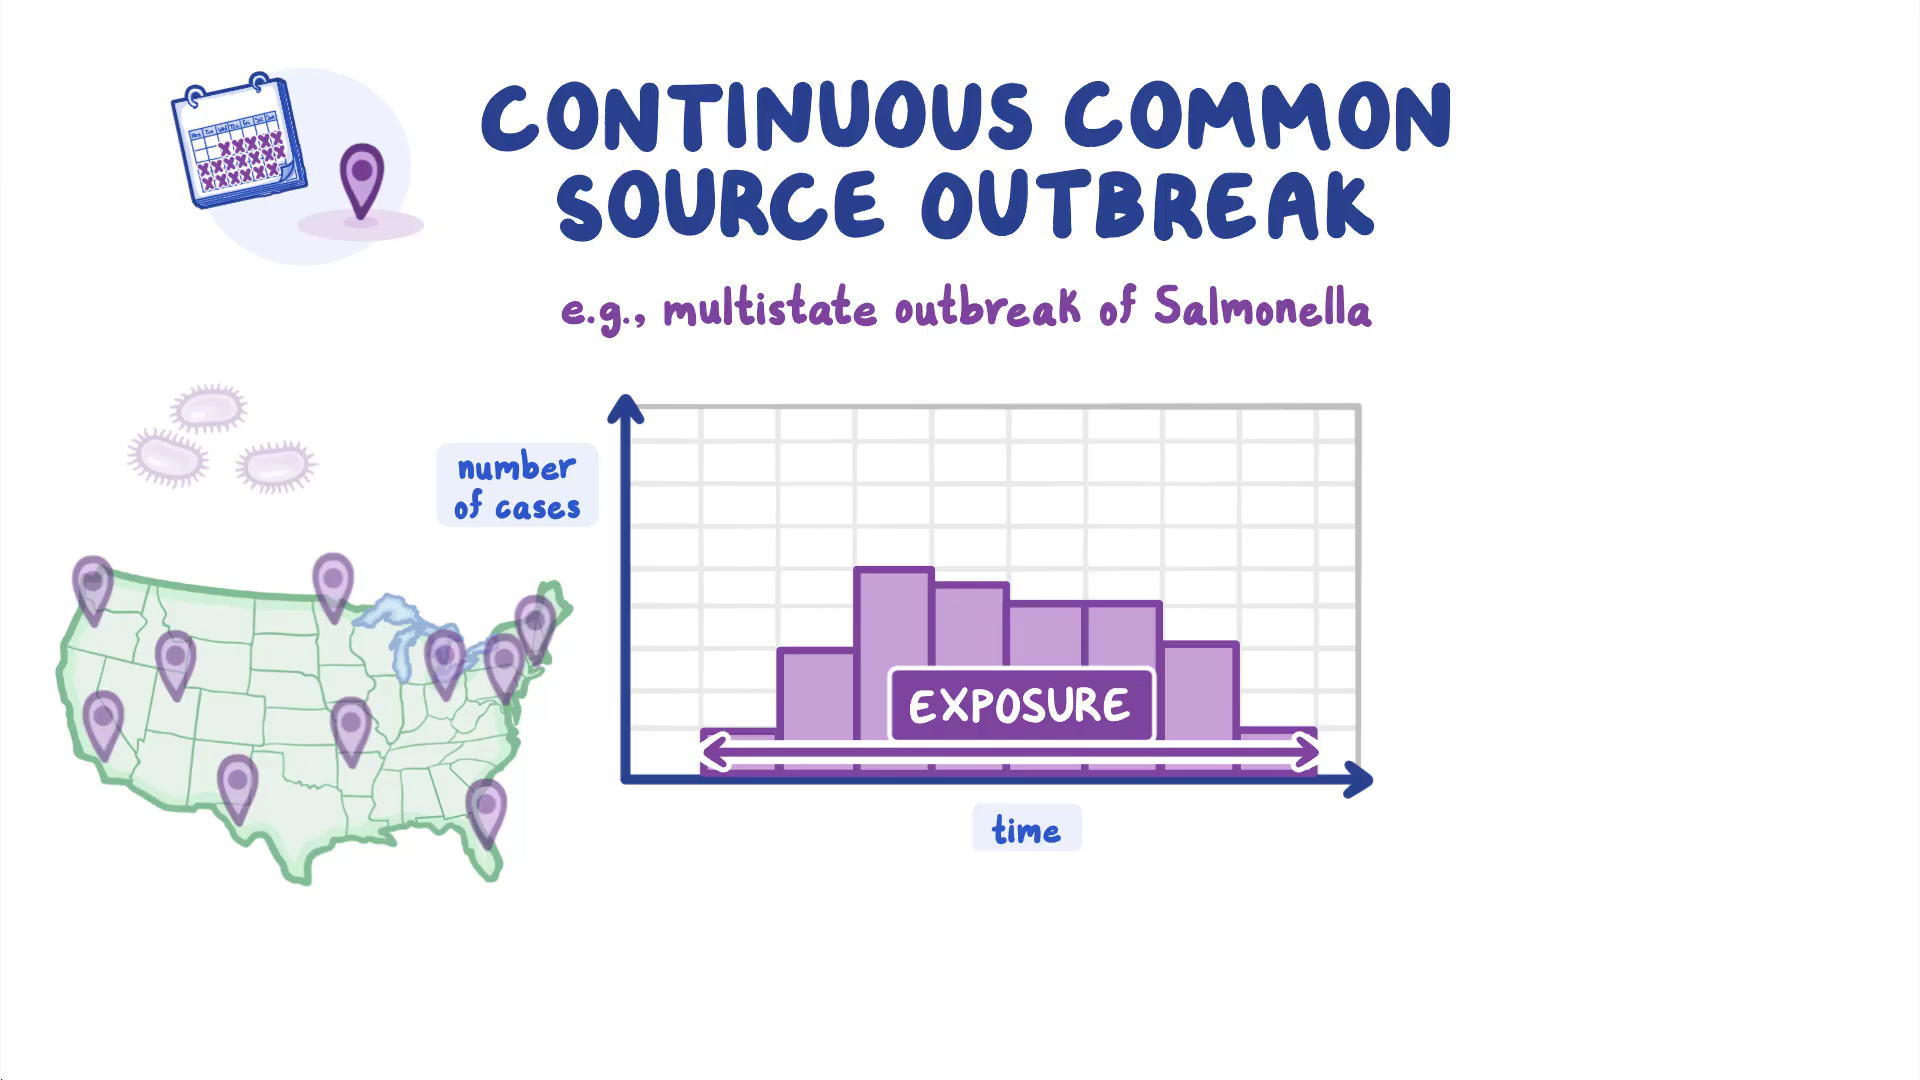 CONTINUOUS COMMON
SOURCE OUTBREAK
e.g., multistate outbreak of Salmonella
number
of cases
EXPOSURE
time